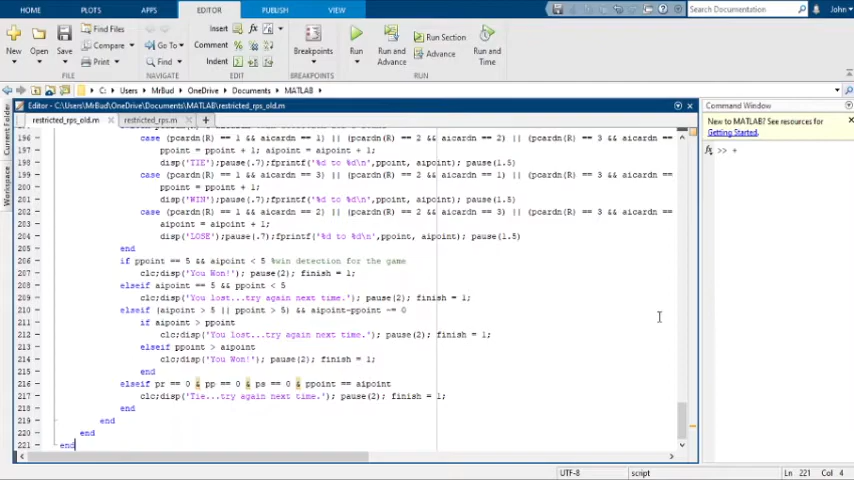 HOME PLOTS APPS EDITOR PUBLISH VIEW Search Documentation John
New Open Save Find Files Compare Print Go To Find Insert Comment Indent Breakpoints Run Run and Advance Run Section Advance Run and Time
FILE NAVIGATE EDIT BREAKPOINTS RUN
C: Users MrBud OneDrive Documents MATLAB
Editor - C:\Users\MrBud\OneDrive\Documents\MATLAB\restricted_rps_old.m
Command Window
restricted_rps_old.m restricted_rps.m +
New to MATLAB? See resources for Getting Started.
fx >> +
Current Folder
Workspace
196 case (pcardn(R) == 1 && aicardn == 1) || (pcardn(R) == 2 && aicardn == 2) || (pcardn(R) == 3 && aicardn ==
197 ppoint = ppoint + 1; aipoint = aipoint + 1;
198 disp('TIE');pause(.7);fprintf('%d to %d\n',ppoint, aipoint); pause(1.5)
199 case (pcardn(R) == 1 && aicardn == 3) || (pcardn(R) == 2 && aicardn == 1) || (pcardn(R) == 3 && aicardn ==
200 ppoint = ppoint + 1;
201 disp('WIN');pause(.7);fprintf('%d to %d\n',ppoint, aipoint); pause(1.5)
202 case (pcardn(R) == 1 && aicardn == 2) || (pcardn(R) == 2 && aicardn == 3) || (pcardn(R) == 3 && aicardn ==
203 aipoint = aipoint + 1;
204 disp('LOSE');pause(.7);fprintf('%d to %d\n',ppoint, aipoint); pause(1.5)
205 end
206 if ppoint == 5 && aipoint < 5 %win detection for the game
207 clc;disp('You Won!'); pause(2); finish = 1;
208 elseif aipoint == 5 && ppoint < 5
209 clc;disp('You lost...try again next time.'); pause(2); finish = 1;
210 elseif (aipoint > 5 || ppoint > 5) && aipoint-ppoint ~= 0
211 if aipoint > ppoint
212 clc;disp('You lost...try again next time.'); pause(2); finish = 1;
213 elseif ppoint > aipoint
214 clc;disp('You Won!'); pause(2); finish = 1;
215 end
216 elseif pr == 0 & pp == 0 & ps == 0 & ppoint == aipoint
217 clc;disp('Tie...try again next time.'); pause(2); finish = 1;
218 end
219 end
220 end
221 end
UTF-8 script Ln 221 Col 4